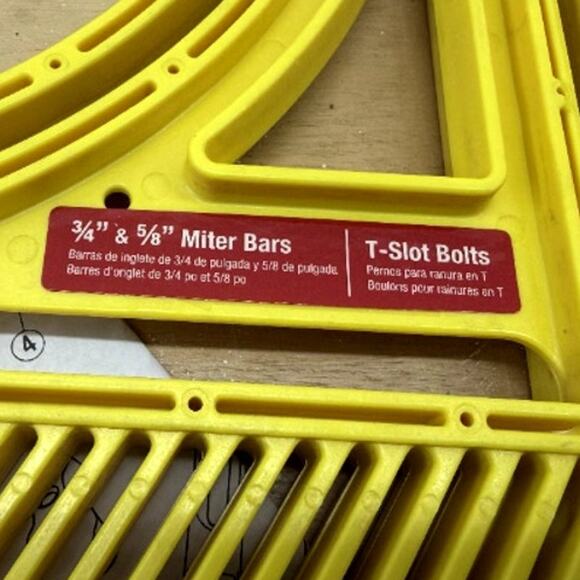 ¾” & ⅝” Miter Bars
Barras de inglete de 3/4 de pulgada y 5/8 de pulgada
Barres d'onglet de 3/4 po et 5/8 po
T-Slot Bolts
Pernos para ranura en T
Boulons pour rainures en T
4